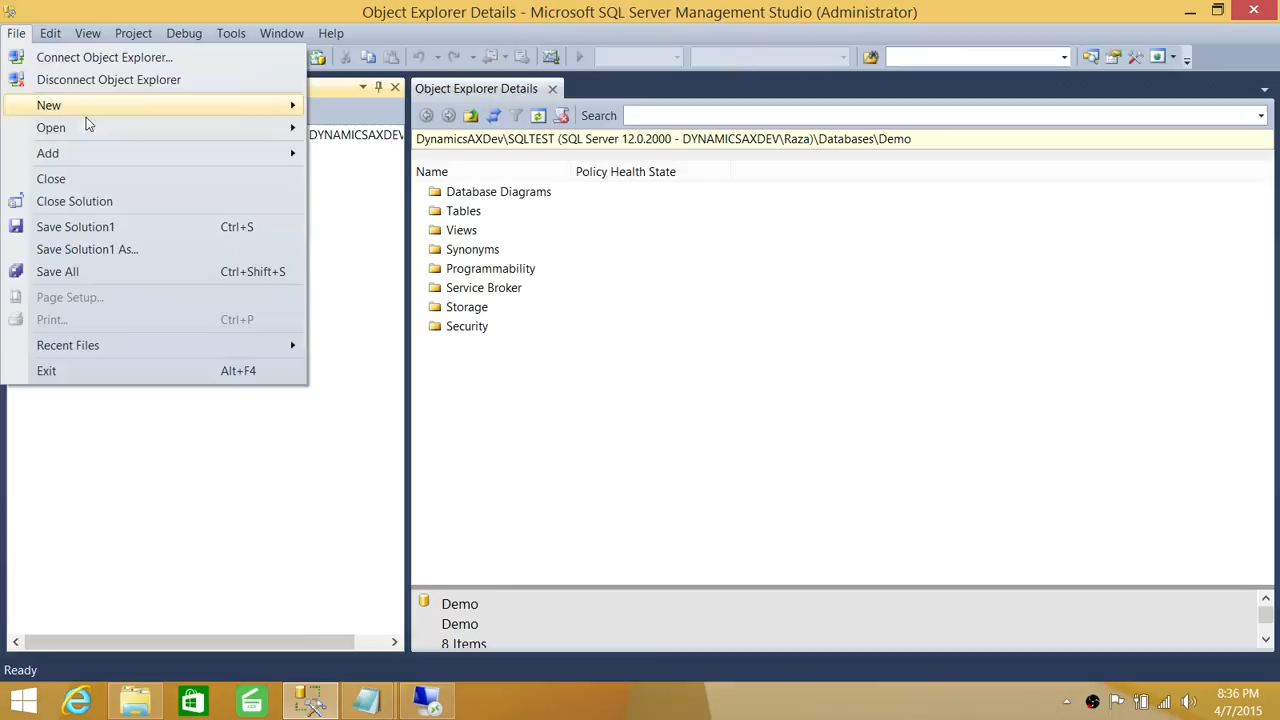 Object Explorer Details - Microsoft SQL Server Management Studio (Administrator)
File Edit View Project Debug Tools Window Help
Connect Object Explorer...
Disconnect Object Explorer
New
Open
Add
Close
Close Solution
Save Solution1 Ctrl+S
Save Solution1 As...
Save All Ctrl+Shift+S
Page Setup...
Print... Ctrl+P
Recent Files
Exit Alt+F4
DYNAMICSAXDEV
Object Explorer Details
Search
DynamicsAXDev\SQLTEST (SQL Server 12.0.2000 - DYNAMICSAXDEV\Raza)\Databases\Demo
Name Policy Health State
Database Diagrams
Tables
Views
Synonyms
Programmability
Service Broker
Storage
Security
Demo
Demo
8 Items
Ready
8:36 PM
4/7/2015